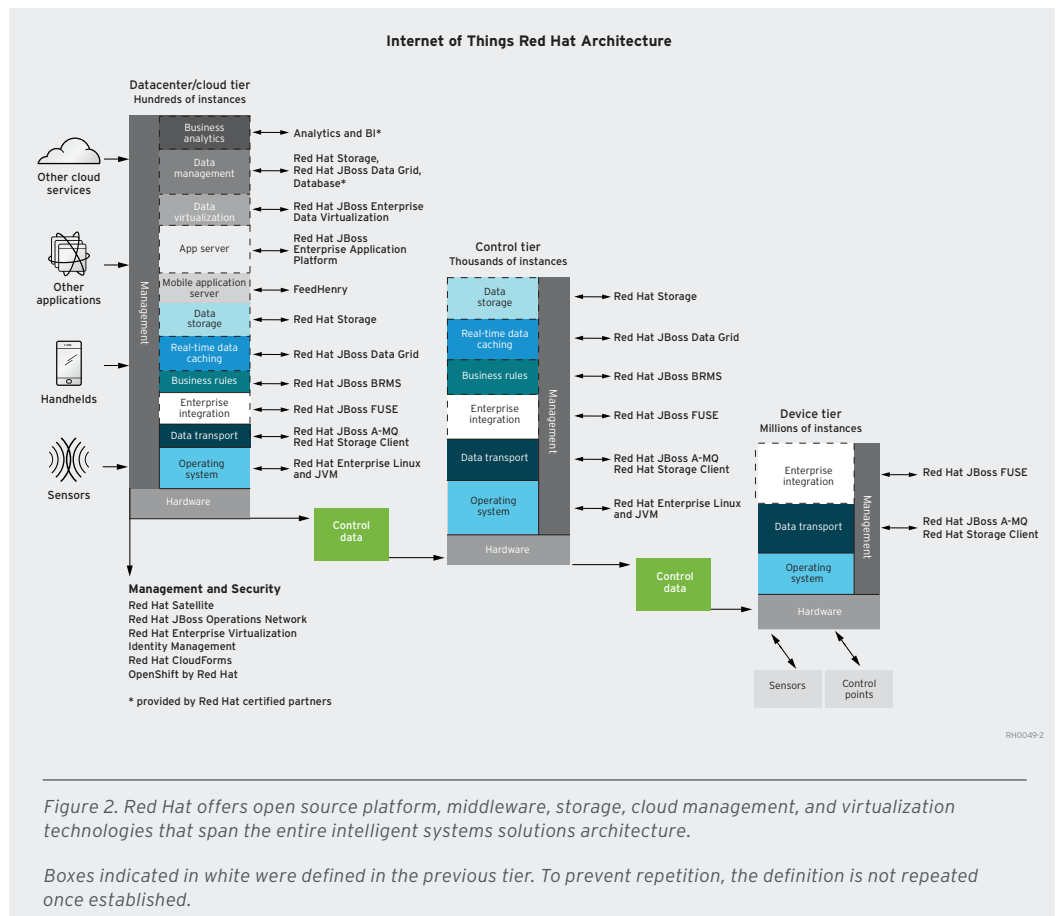 Internet of Things Red Hat Architecture
Datacenter/cloud tier
Hundreds of instances
Other cloud
services
Other
applications
Handhelds
Sensors
Management
Business
analytics
Analytics and BI*
Data
management
Red Hat Storage,
Red Hat JBoss Data Grid,
Database*
Data
virtualization
Red Hat JBoss Enterprise
Data Virtualization
App server
Red Hat JBoss
Enterprise Application
Platform
Mobile application
server
FeedHenry
Data
storage
Red Hat Storage
Real-time data
caching
Red Hat JBoss Data Grid
Business rules
Red Hat JBoss BRMS
Enterprise
integration
Red Hat JBoss FUSE
Data transport
Red Hat JBoss A-MQ
Red Hat Storage Client
Operating
system
Red Hat Enterprise Linux
and JVM
Hardware
Control
data
Management and Security
Red Hat Satellite
Red Hat JBoss Operations Network
Red Hat Enterprise Virtualization
Identity Management
Red Hat CloudForms
OpenShift by Red Hat
* provided by Red Hat certified partners
Control tier
Thousands of instances
Data
storage
Red Hat Storage
Real-time data
caching
Red Hat JBoss Data Grid
Business rules
Red Hat JBoss BRMS
Enterprise
integration
Red Hat JBoss FUSE
Data transport
Red Hat JBoss A-MQ
Red Hat Storage Client
Operating
system
Red Hat Enterprise Linux
and JVM
Management
Hardware
Control
data
Device tier
Millions of instances
Enterprise
integration
Red Hat JBoss FUSE
Data transport
Red Hat JBoss A-MQ
Red Hat Storage Client
Operating
system
Management
Hardware
Sensors
Control
points
RH0049-2
Figure 2. Red Hat offers open source platform, middleware, storage, cloud management, and virtualization
technologies that span the entire intelligent systems solutions architecture.
Boxes indicated in white were defined in the previous tier. To prevent repetition, the definition is not repeated
once established.